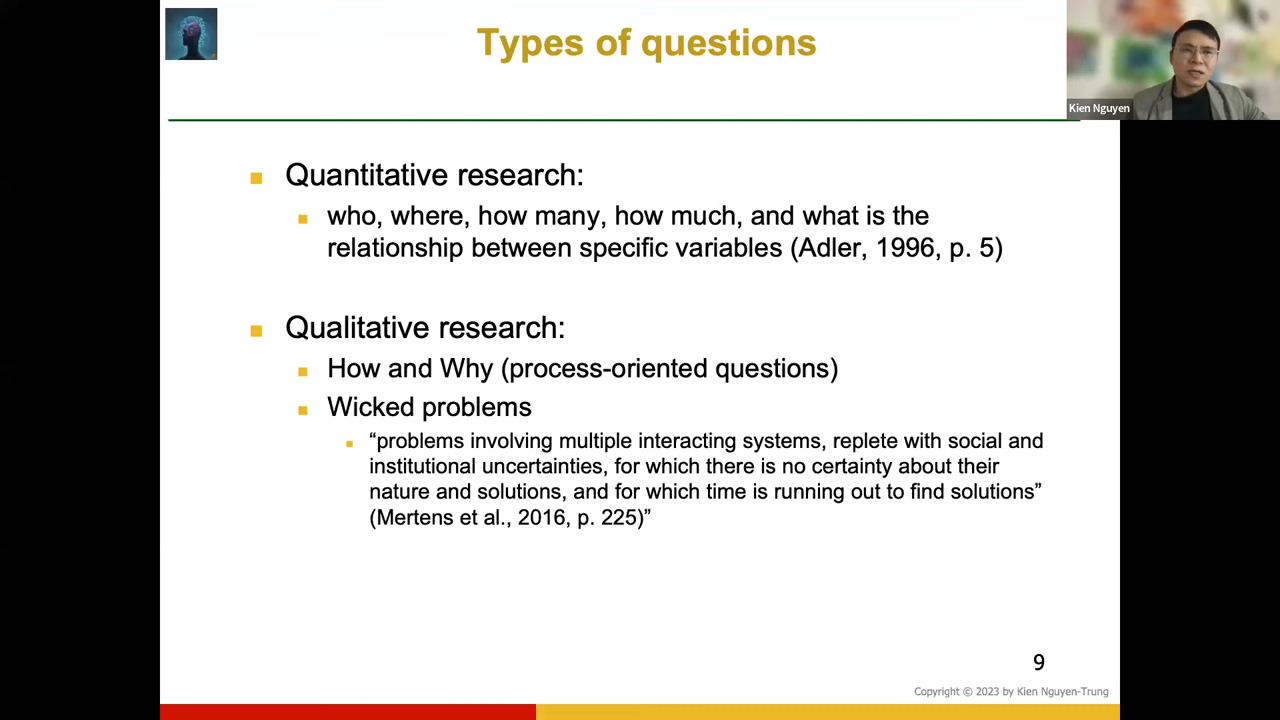 Types of questions
Kien Nguyen
Quantitative research:
who, where, how many, how much, and what is the
relationship between specific variables (Adler, 1996, p. 5)
Qualitative research:
How and Why (process-oriented questions)
Wicked problems
“problems involving multiple interacting systems, replete with social and
institutional uncertainties, for which there is no certainty about their
nature and solutions, and for which time is running out to find solutions”
(Mertens et al., 2016, p. 225)”
9
Copyright © 2023 by Kien Nguyen-Trung